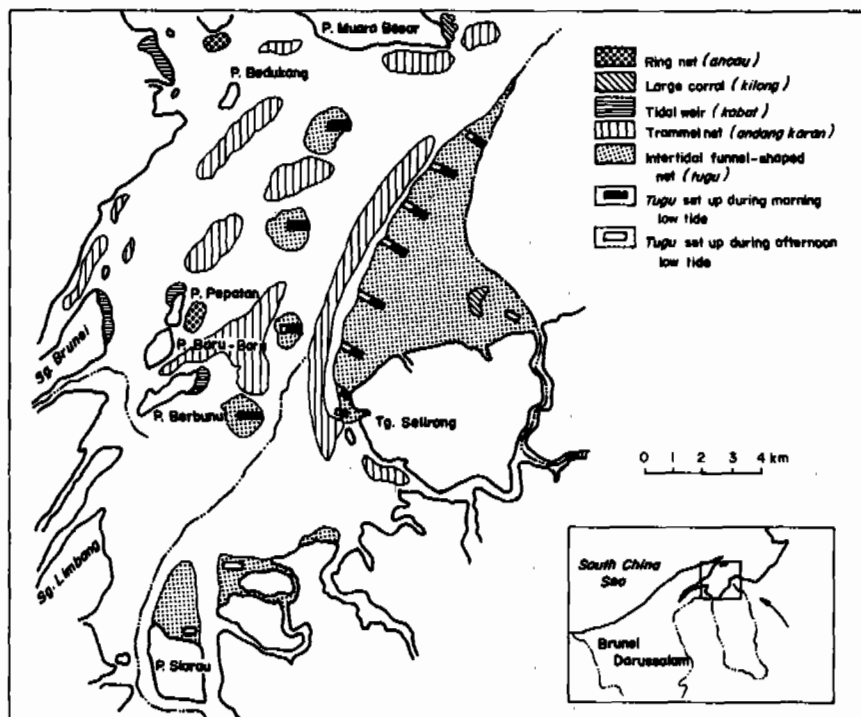 P. Muara Besar
P. Bedukang
P. Pepatan
P. Baru-Baru
Sg. Brunei
P. Berbunut
Tg. Selirong
Sg. Limbang
P. Siarau
Ring net (ancau)
Large corral (kilong)
Tidal weir (kabat)
Trammel net (andang karan)
Intertidal funnel-shaped
net (tugu)
Tugu set up during morning
low tide
Tugu set up during afternoon
low tide
0 1 2 3 4 km
South China
Sea
Brunei
Darussalam